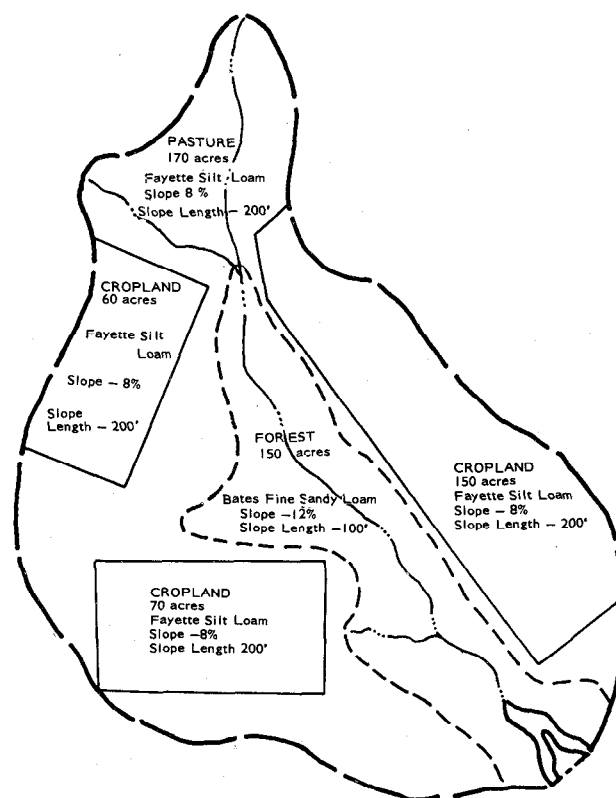 PASTURE
170 acres
Fayette Silt Loam
Slope 8 %
Slope Length - 200'
CROPLAND
60 acres
Fayette Silt
Loam
Slope - 8%
Slope
Length - 200'
FOREST
150 acres
Bates Fine Sandy Loam
Slope -12%
Slope Length -100'
CROPLAND
150 acres
Fayette Silt Loam
Slope - 8%
Slope Length - 200'
CROPLAND
70 acres
Fayette Silt Loam
Slope -8%
Slope Length 200'